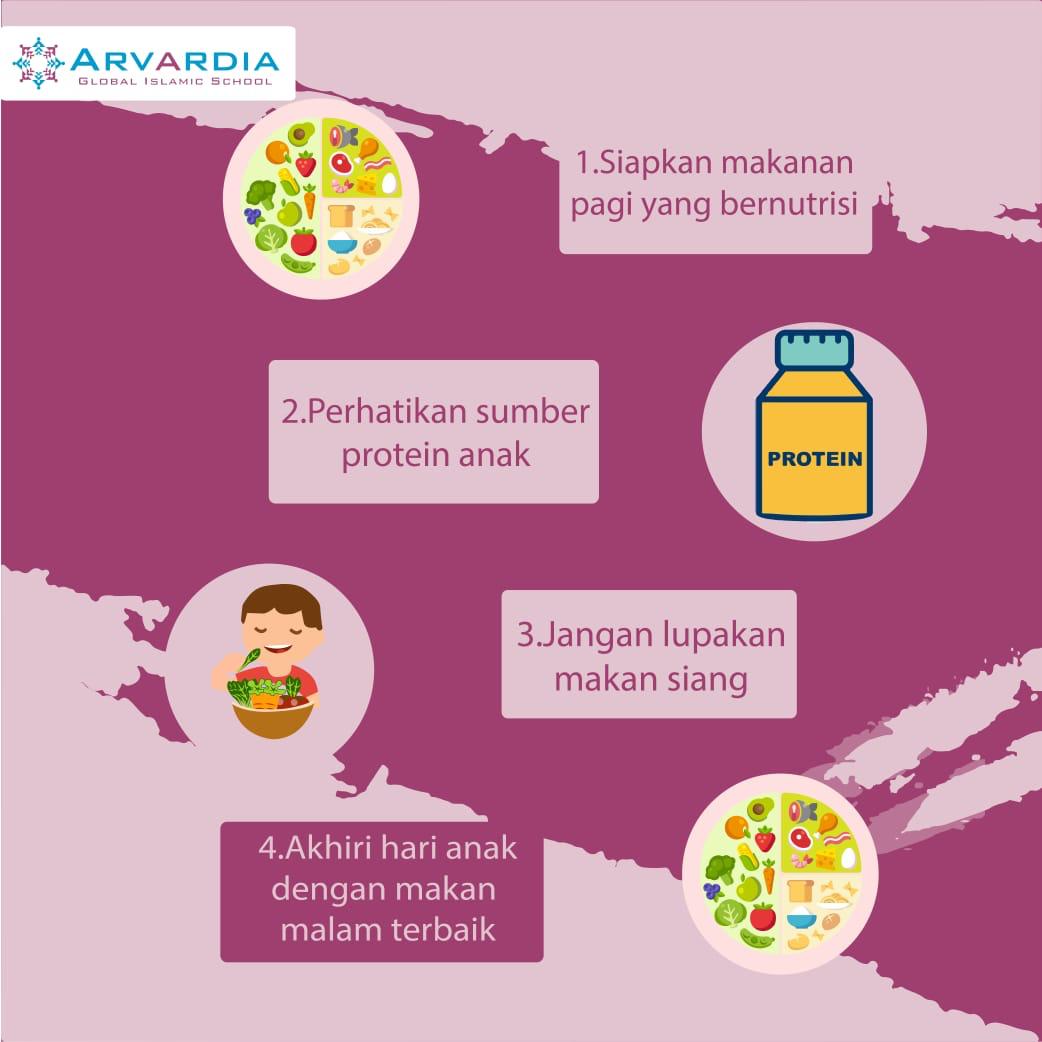 ARVARDIA
GLOBAL ISLAMIC SCHOOL
1.Siapkan makanan
pagi yang bernutrisi
2.Perhatikan sumber
protein anak
PROTEIN
3.Jangan lupakan
makan siang
4.Akhiri hari anak
dengan makan
malam terbaik